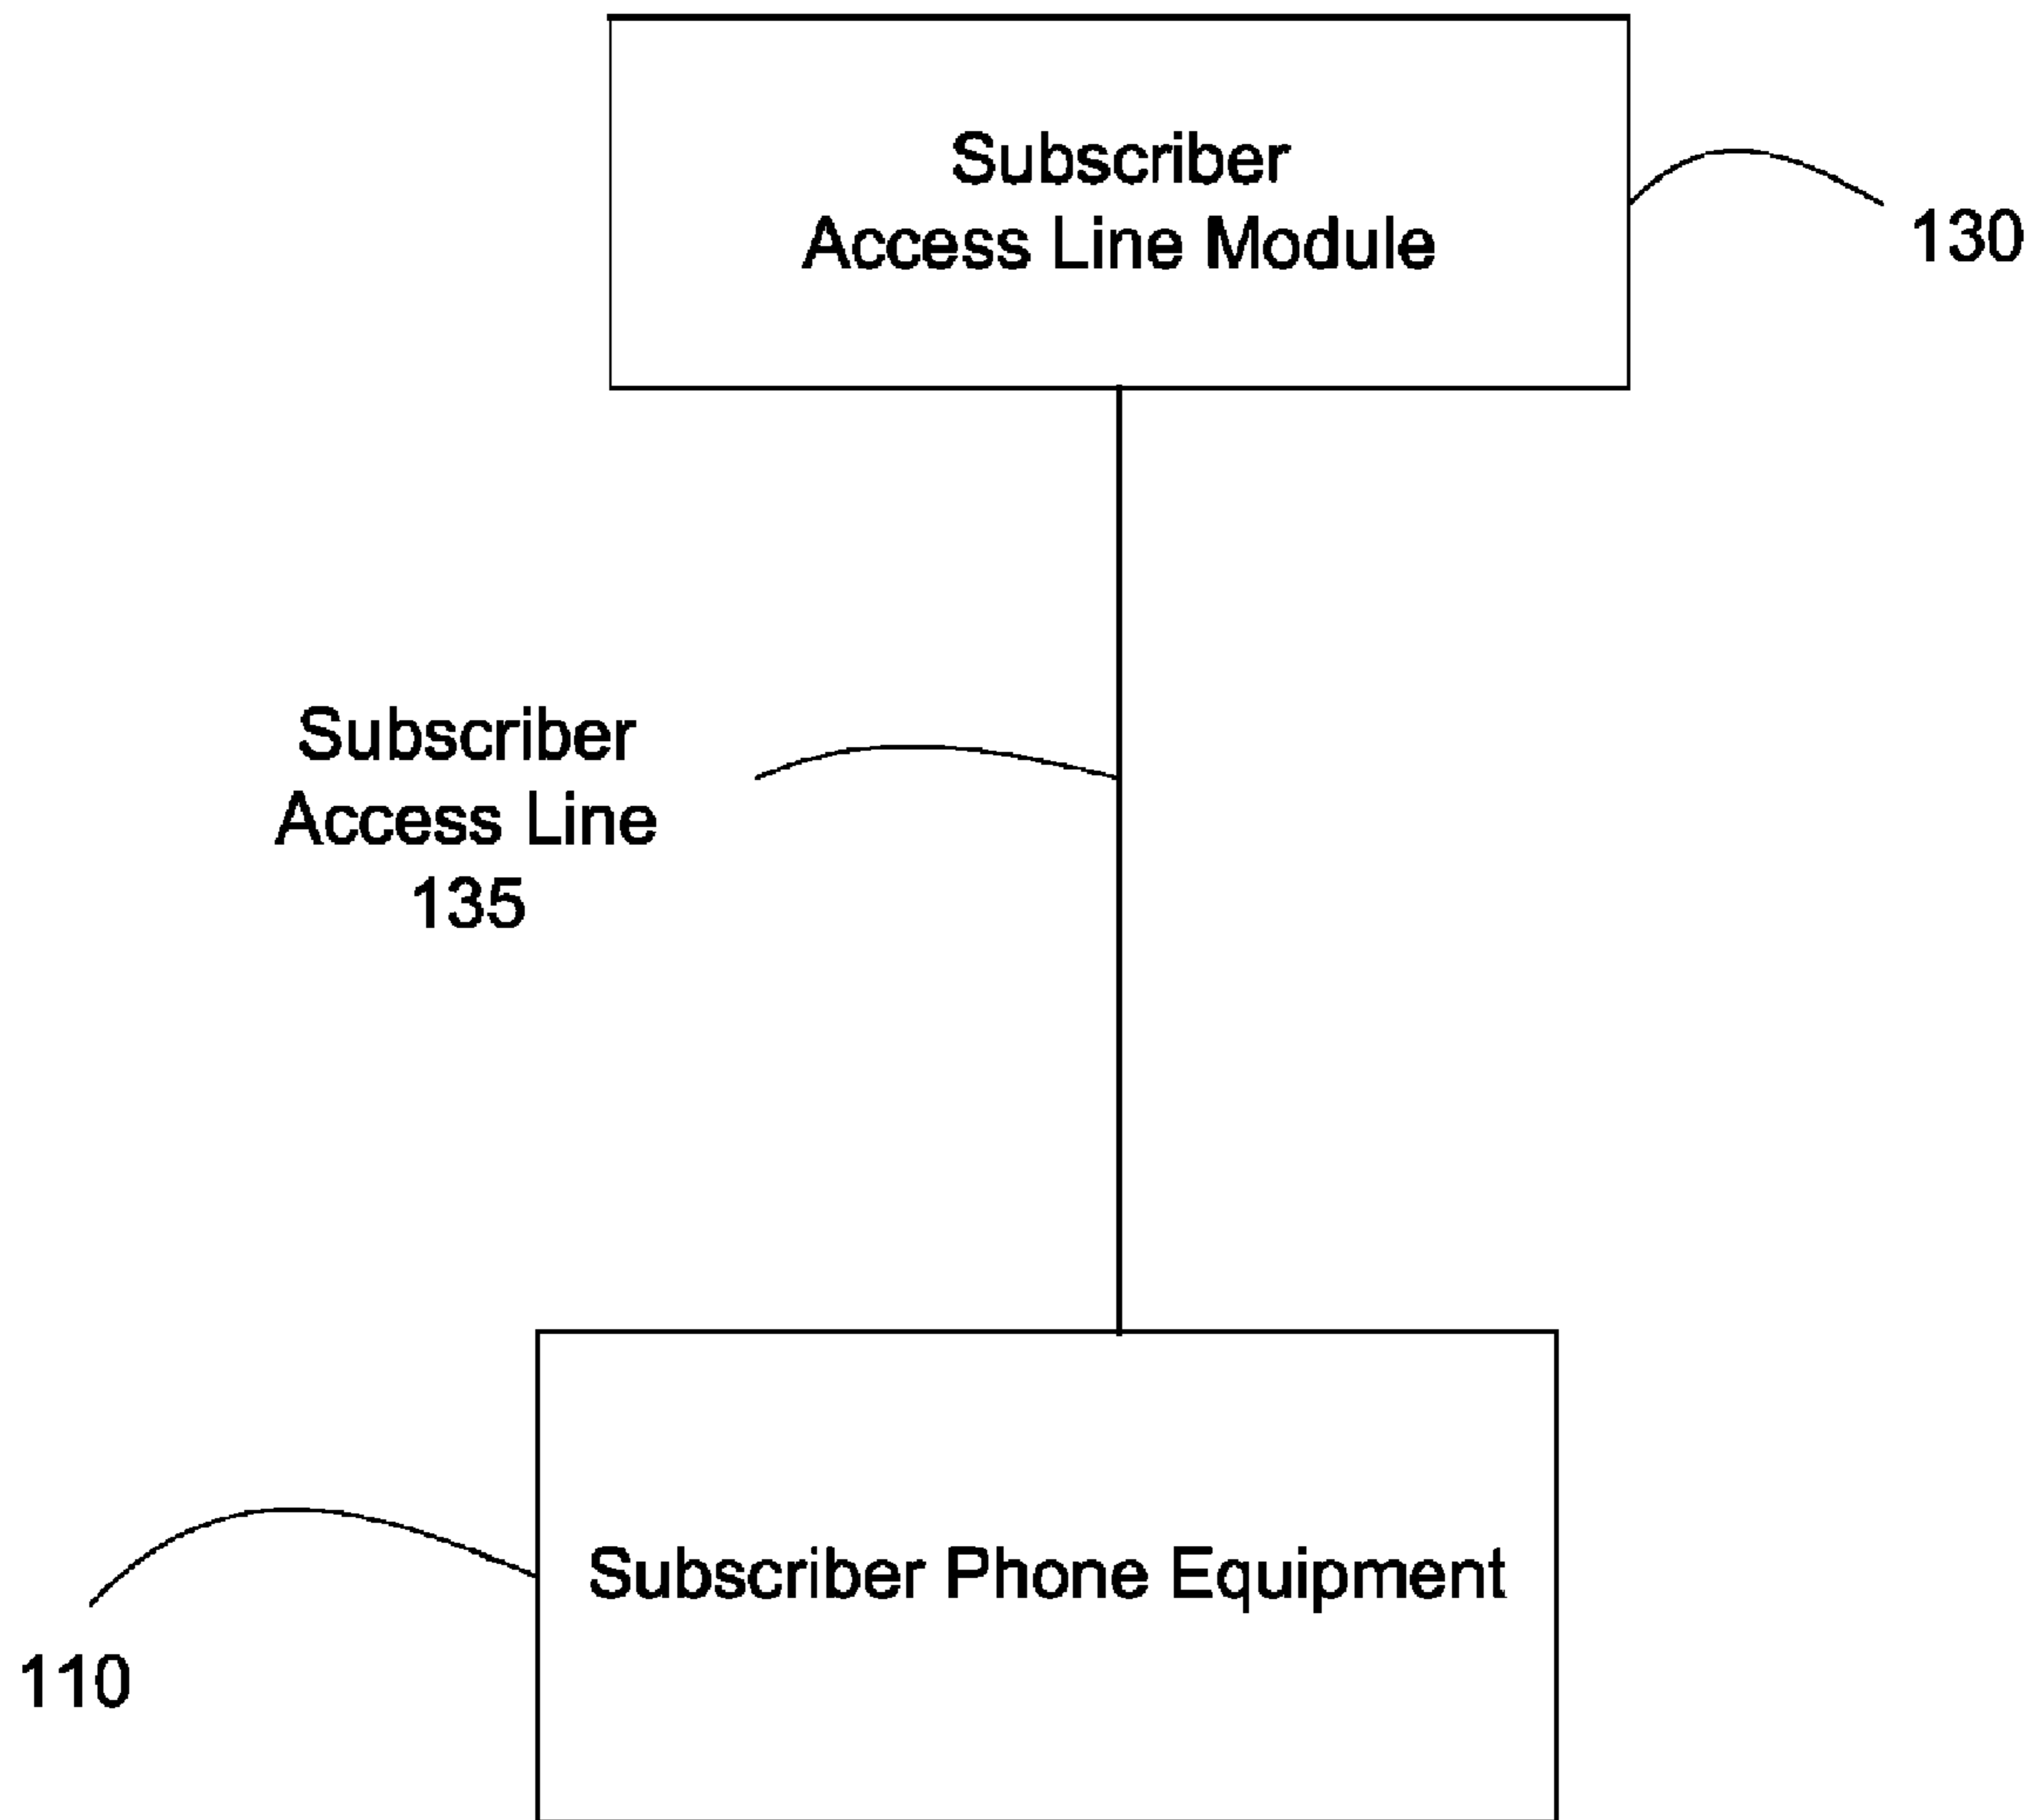 Subscriber
Access Line Module
130
Subscriber
Access Line
135
Subscriber Phone Equipment
110